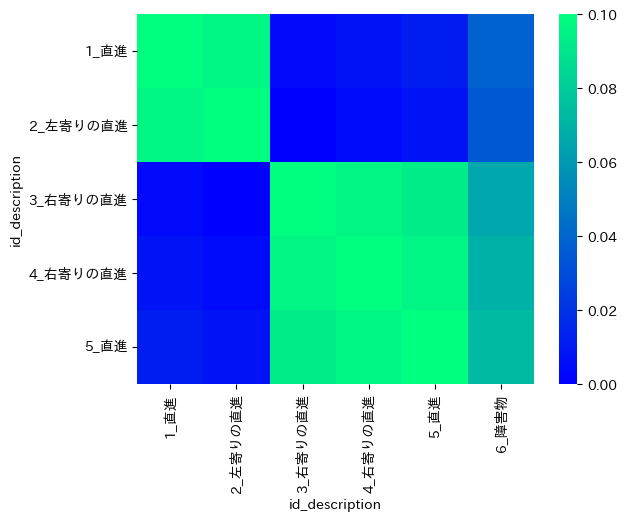 1_直進
2_左寄りの直進
3_右寄りの直進
4_右寄りの直進
5_直進
id_description
1_直進
2_左寄りの直進
3_右寄りの直進
4_右寄りの直進
5_直進
6_障害物
id_description
0.10
0.08
0.06
0.04
0.02
0.00